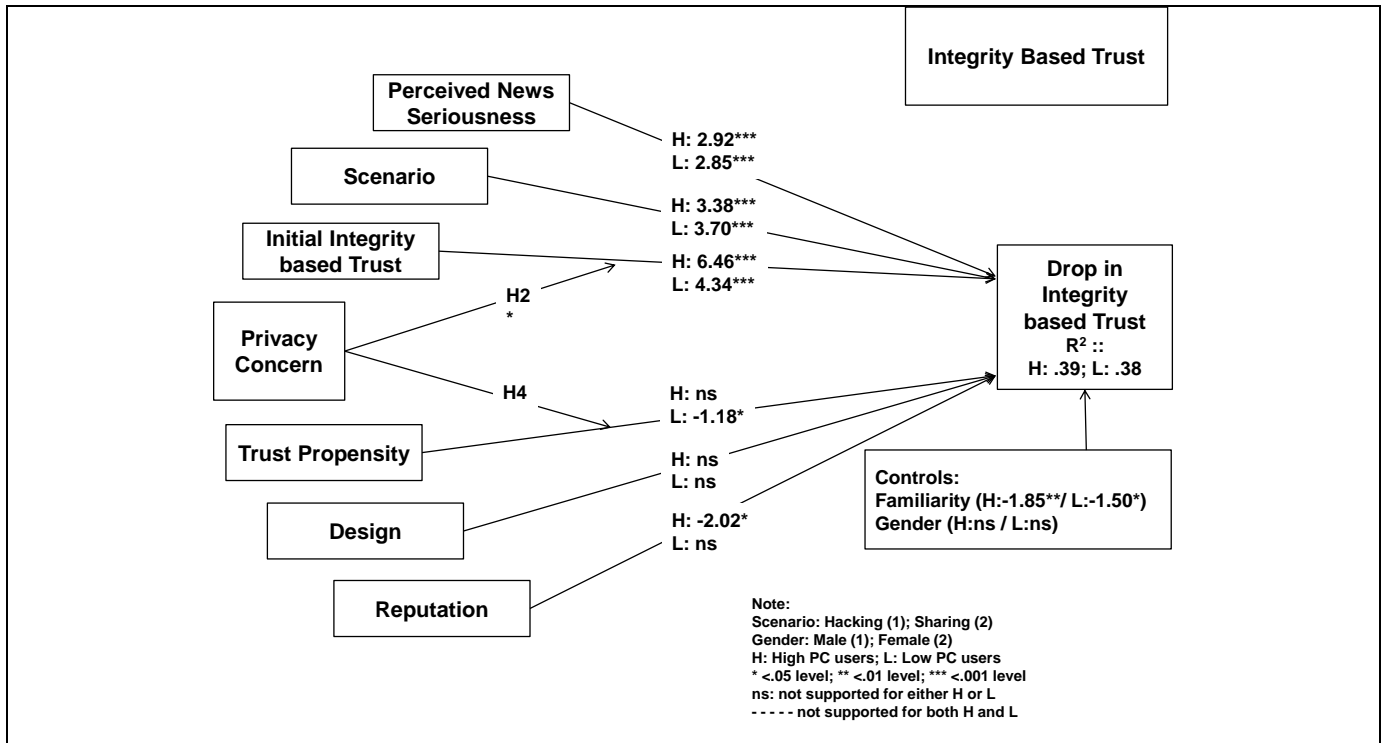 Integrity Based Trust
Perceived News
Seriousness
H: 2.92***
L: 2.85***
Scenario
H: 3.38***
L: 3.70***
Initial Integrity
based Trust
H: 6.46***
L: 4.34***
H2
*
Privacy
Concern
Drop in
Integrity
based Trust
R² ::
H: .39; L: .38
H4
H: ns
L: -1.18*
Trust Propensity
H: ns
L: ns
Design
Controls:
Familiarity (H:-1.85**/ L:-1.50*)
Gender (H:ns / L:ns)
H: -2.02*
L: ns
Reputation
Note:
Scenario: Hacking (1); Sharing (2)
Gender: Male (1); Female (2)
H: High PC users; L: Low PC users
* <.05 level; ** <.01 level; *** <.001 level
ns: not supported for either H or L
- - - - - not supported for both H and L